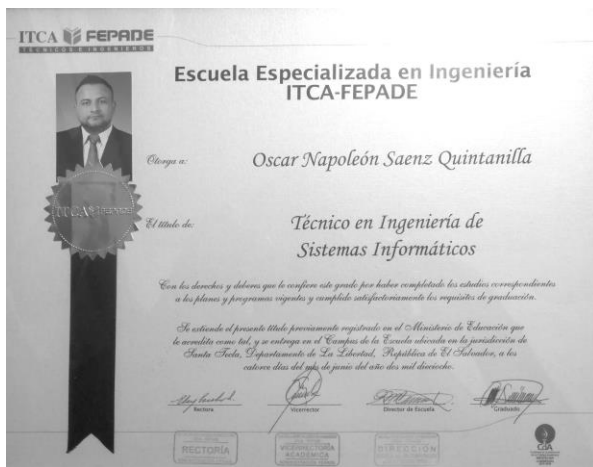 ITCA FEPADE
TÉCNICOS E INGENIEROS
Escuela Especializada en Ingeniería
ITCA-FEPADE
Otorga a:
Oscar Napoleón Saenz Quintanilla
ITCA FEPADE
El título de:
Técnico en Ingeniería de
Sistemas Informáticos
Con los derechos y deberes que le confiere este grado por haber completado los estudios correspondientes
a los planes y programas vigentes y cumplido satisfactoriamente los requisitos de graduación.
Se extiende el presente título previamente registrado en el Ministerio de Educación que
le acredita como tal, y se entrega en el Campus de la Escuela ubicada en la jurisdicción de
Santa Tecla, Departamento de La Libertad, República de El Salvador, a los
catorce días del mes de junio del año dos mil dieciocho.
Rectora
Vicerrector
Director de Escuela
Graduado
RECTORÍA
VICERRECTORÍA
ACADÉMICA
DIRECCIÓN
CdA